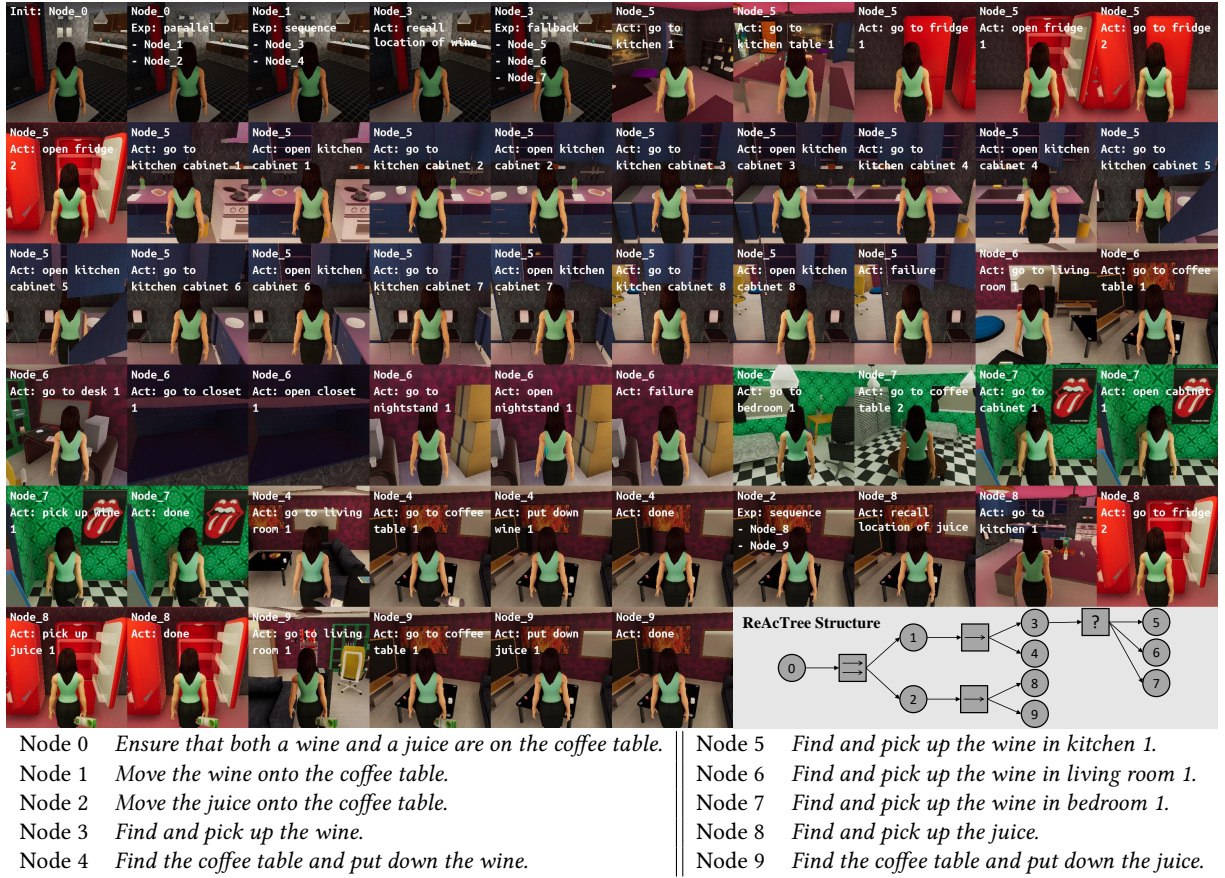 Init: Node_0
Node_0
Exp: parallel
- Node_1
- Node_2
Node_1
Exp: sequence
- Node_3
- Node_4
Node_3
Act: recall
location of wine
Node_3
Exp: fallback
- Node_5
- Node_6
- Node_7
Node_5
Act: go to
kitchen 1
Node_5
Act: go to
kitchen table 1
Node_5
Act: go to fridge
1
Node_5
Act: open fridge
1
Node_5
Act: go to fridge
2
Node_5
Act: open fridge
2
Node_5
Act: go to
kitchen cabinet 1
Node_5
Act: open kitchen
cabinet 1
Node_5
Act: go to
kitchen cabinet 2
Node_5
Act: open kitchen
cabinet 2
Node_5
Act: go to
kitchen cabinet 3
Node_5
Act: open kitchen
cabinet 3
Node_5
Act: go to
kitchen cabinet 4
Node_5
Act: open kitchen
cabinet 4
Node_5
Act: go to
kitchen cabinet 5
Node_5
Act: open kitchen
cabinet 5
Node_5
Act: go to
kitchen cabinet 6
Node_5
Act: open kitchen
cabinet 6
Node_5
Act: go to
kitchen cabinet 7
Node_5
Act: open kitchen
cabinet 7
Node_5
Act: go to
kitchen cabinet 8
Node_5
Act: open kitchen
cabinet 8
Node_5
Act: failure
Node_6
Act: go to living
room 1
Node_6
Act: go to coffee
table 1
Node_6
Act: go to desk 1
Node_6
Act: go to closet
1
Node_6
Act: open closet
1
Node_6
Act: go to
nightstand 1
Node_6
Act: open
nightstand 1
Node_6
Act: failure
Node_7
Act: go to
bedroom 1
Node_7
Act: go to coffee
table 2
Node_7
Act: go to
cabinet 1
Node_7
Act: open cabinet
1
Node_7
Act: pick up wine
1
Node_7
Act: done
Node_4
Act: go to living
room 1
Node_4
Act: go to coffee
table 1
Node_4
Act: put down
wine 1
Node_4
Act: done
Node_2
Exp: sequence
- Node_8
- Node_9
Node_8
Act: recall
location of juice
Node_8
Act: go to
kitchen 1
Node_8
Act: go to fridge
2
Node_8
Act: pick up
juice 1
Node_8
Act: done
Node_9
Act: go to living
room 1
Node_9
Act: go to coffee
table 1
Node_9
Act: put down
juice 1
Node_9
Act: done
ReAcTree Structure
0
1
2
3
4
8
9
?
5
6
7
Node 0 Ensure that both a wine and a juice are on the coffee table.
Node 1 Move the wine onto the coffee table.
Node 2 Move the juice onto the coffee table.
Node 3 Find and pick up the wine.
Node 4 Find the coffee table and put down the wine.
Node 5 Find and pick up the wine in kitchen 1.
Node 6 Find and pick up the wine in living room 1.
Node 7 Find and pick up the wine in bedroom 1.
Node 8 Find and pick up the juice.
Node 9 Find the coffee table and put down the juice.